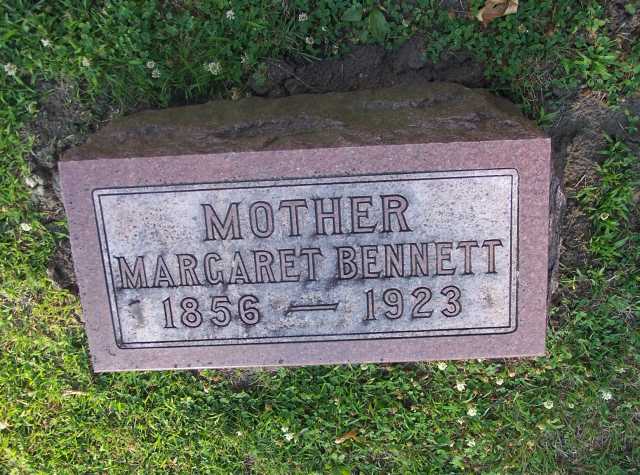 MOTHER
MARGARET BENNETT
1856 — 1923